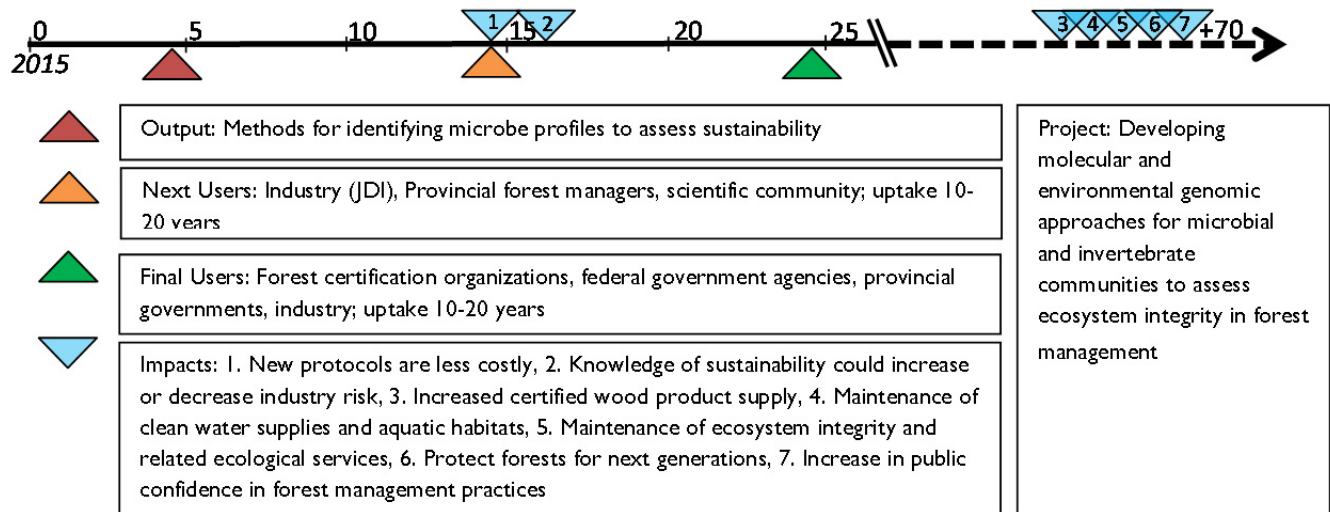 0 5 10 15 20 25 +70
1 2 3 4 5 6 7
2015
Output: Methods for identifying microbe profiles to assess sustainability
Next Users: Industry (JDI), Provincial forest managers, scientific community; uptake 10-
20 years
Final Users: Forest certification organizations, federal government agencies, provincial
governments, industry; uptake 10-20 years
Impacts: 1. New protocols are less costly, 2. Knowledge of sustainability could increase
or decrease industry risk, 3. Increased certified wood product supply, 4. Maintenance of
clean water supplies and aquatic habitats, 5. Maintenance of ecosystem integrity and
related ecological services, 6. Protect forests for next generations, 7. Increase in public
confidence in forest management practices
Project: Developing
molecular and
environmental genomic
approaches for microbial
and invertebrate
communities to assess
ecosystem integrity in forest
management